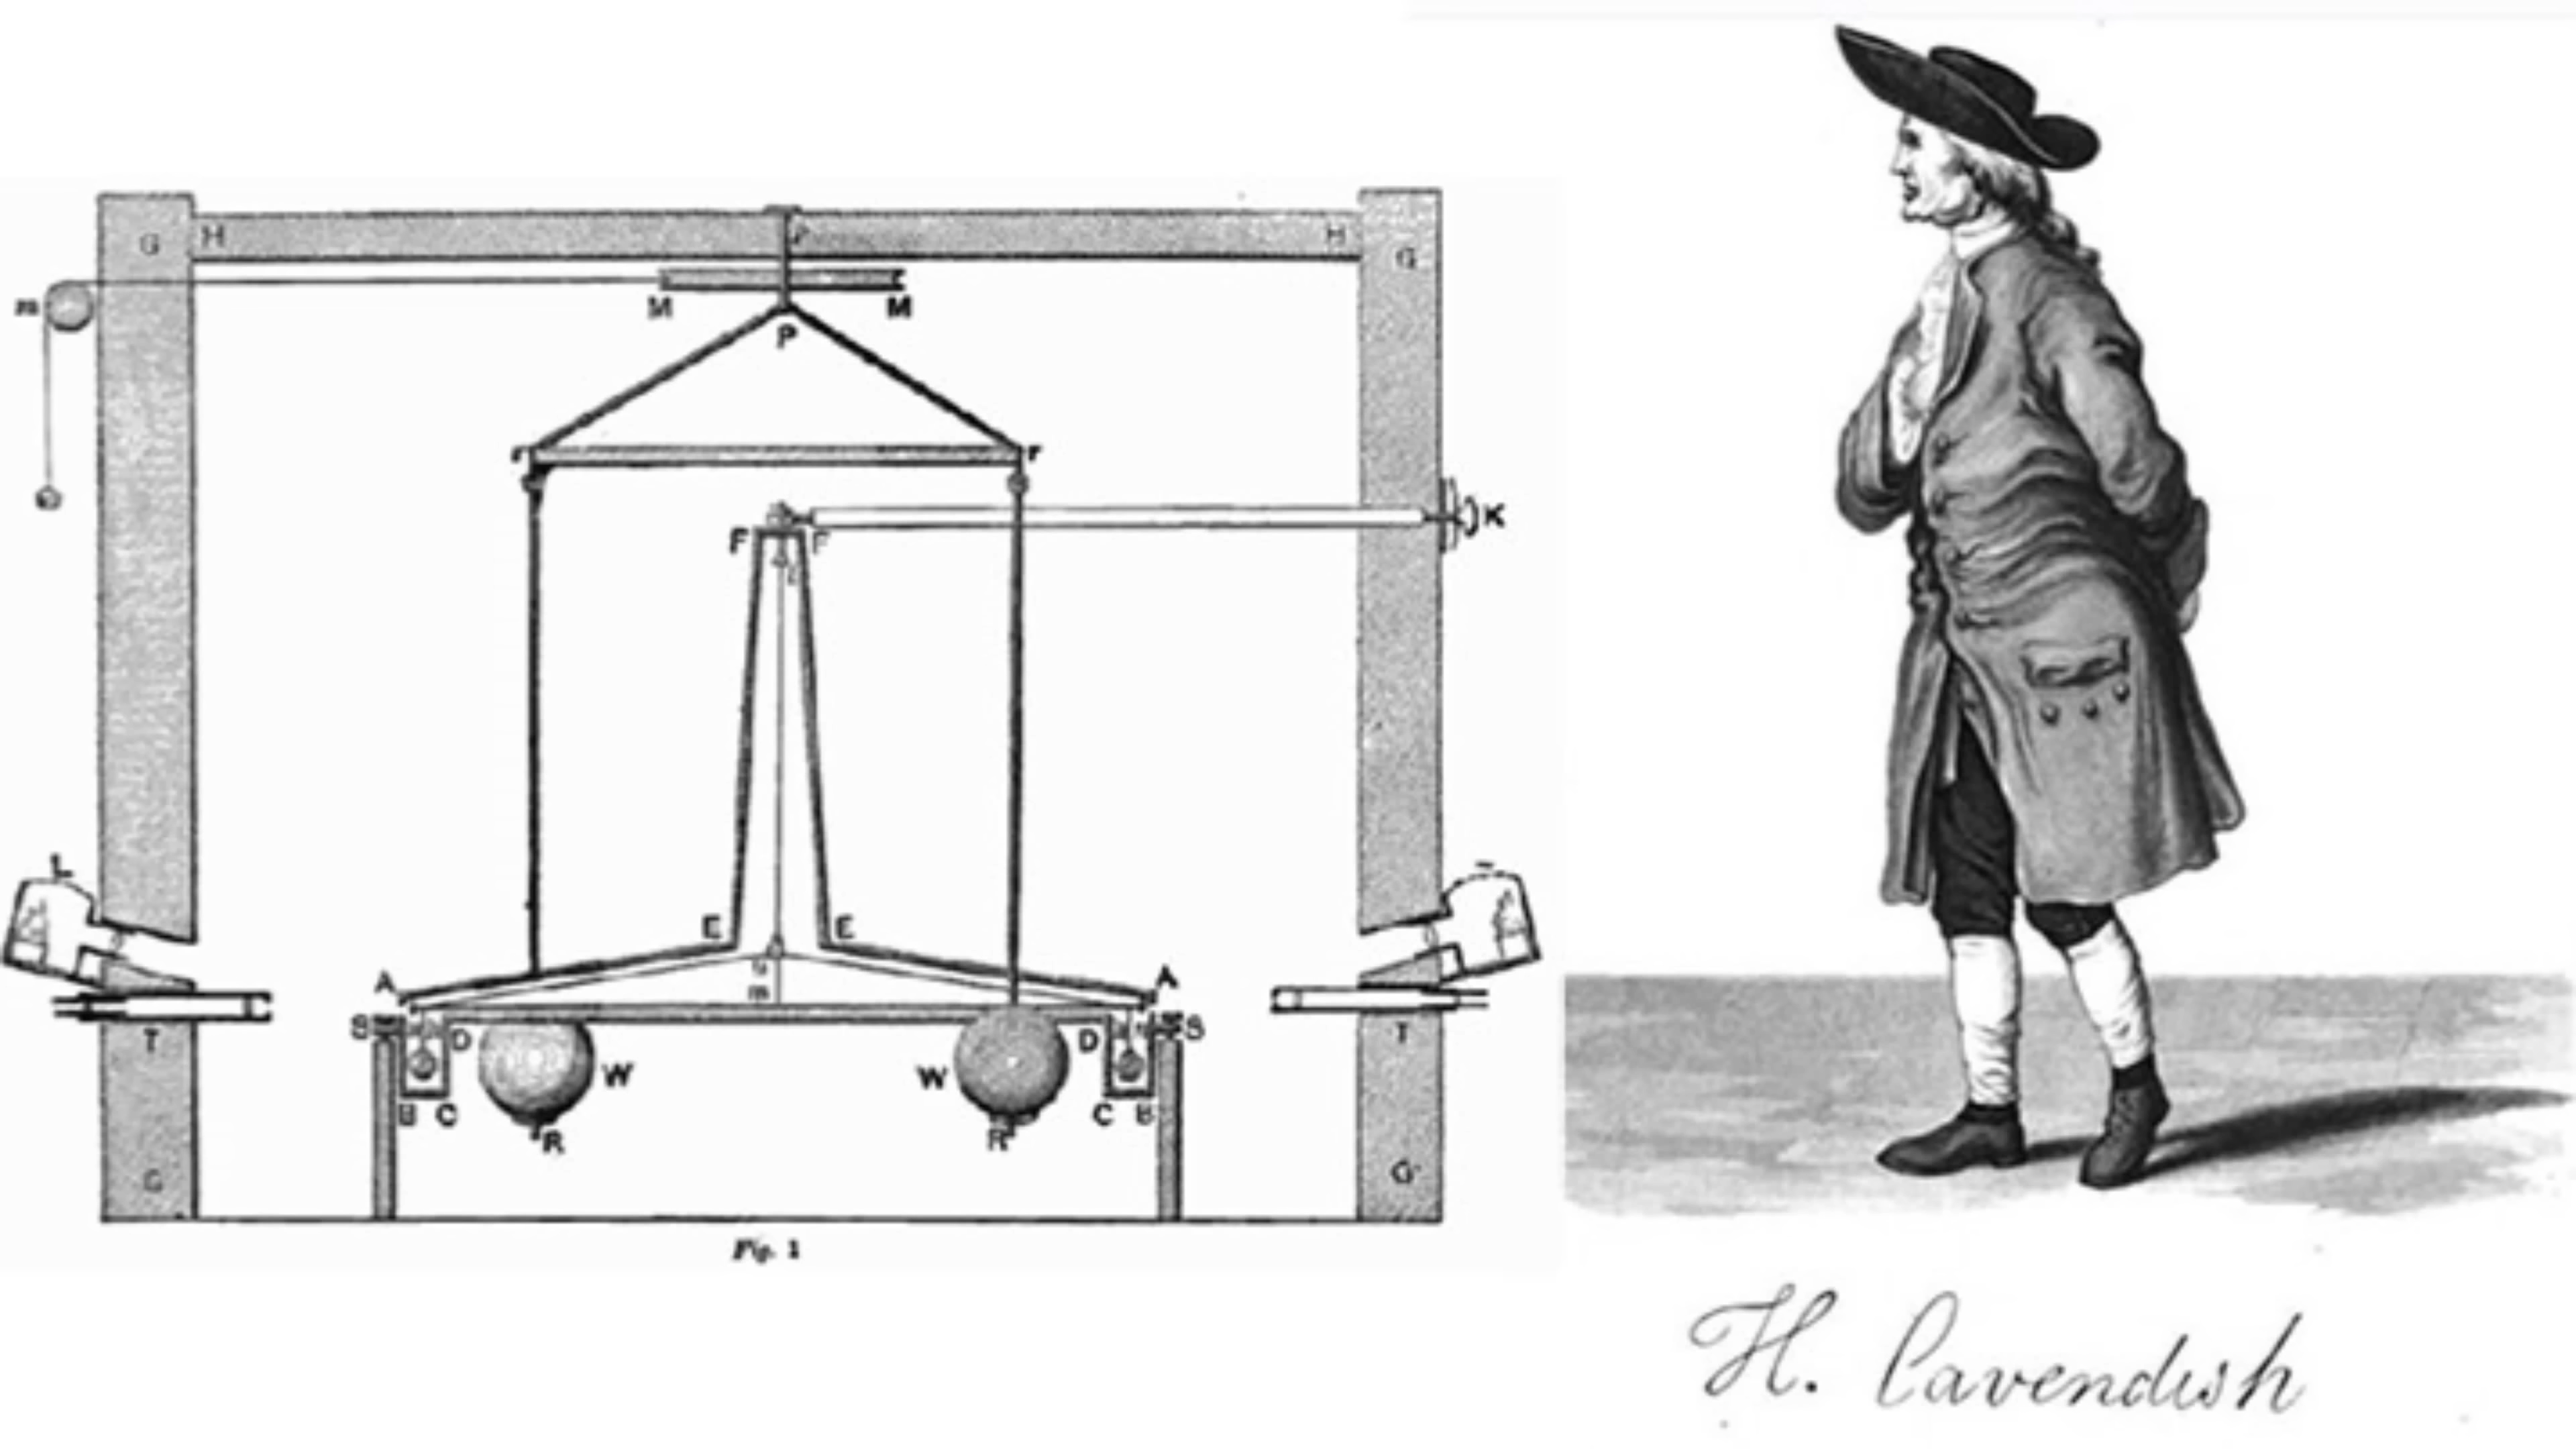 G H H G
m
M M
P
r r
K
F F
L
E E
A A
m
S D D S
T T
W W
B C C B
R R
G G
Fig. 1
H. Cavendish